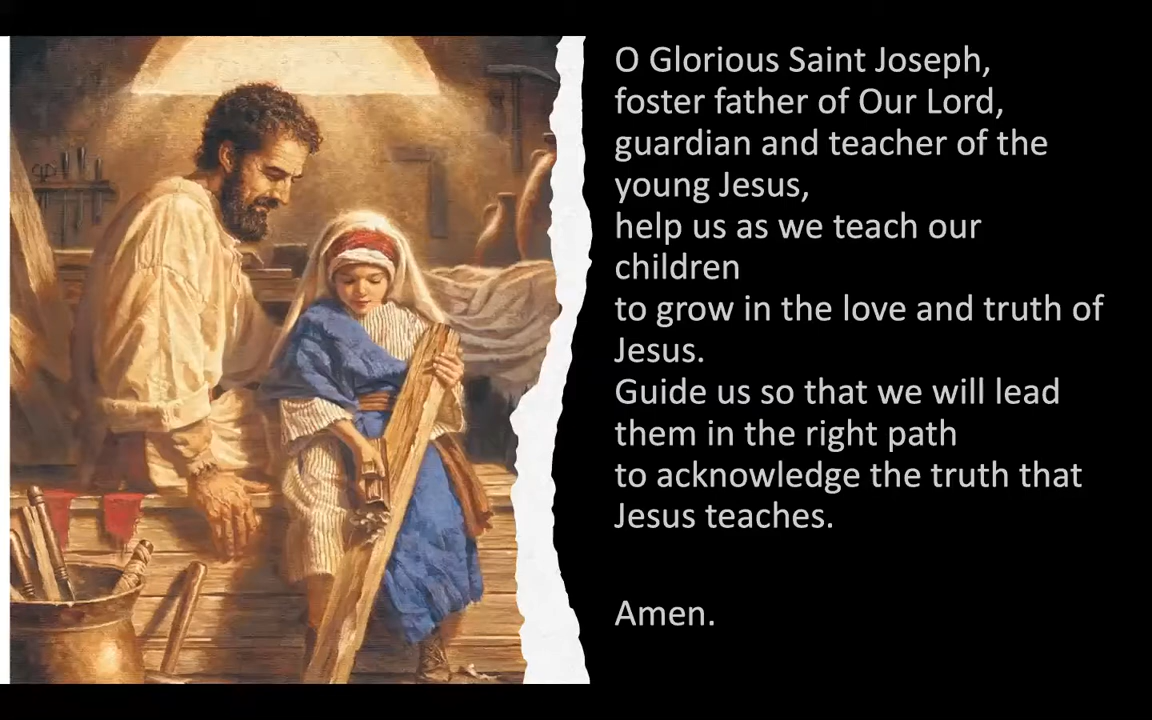 O Glorious Saint Joseph,
foster father of Our Lord,
guardian and teacher of the
young Jesus,
help us as we teach our
children
to grow in the love and truth of
Jesus.
Guide us so that we will lead
them in the right path
to acknowledge the truth that
Jesus teaches.
Amen.